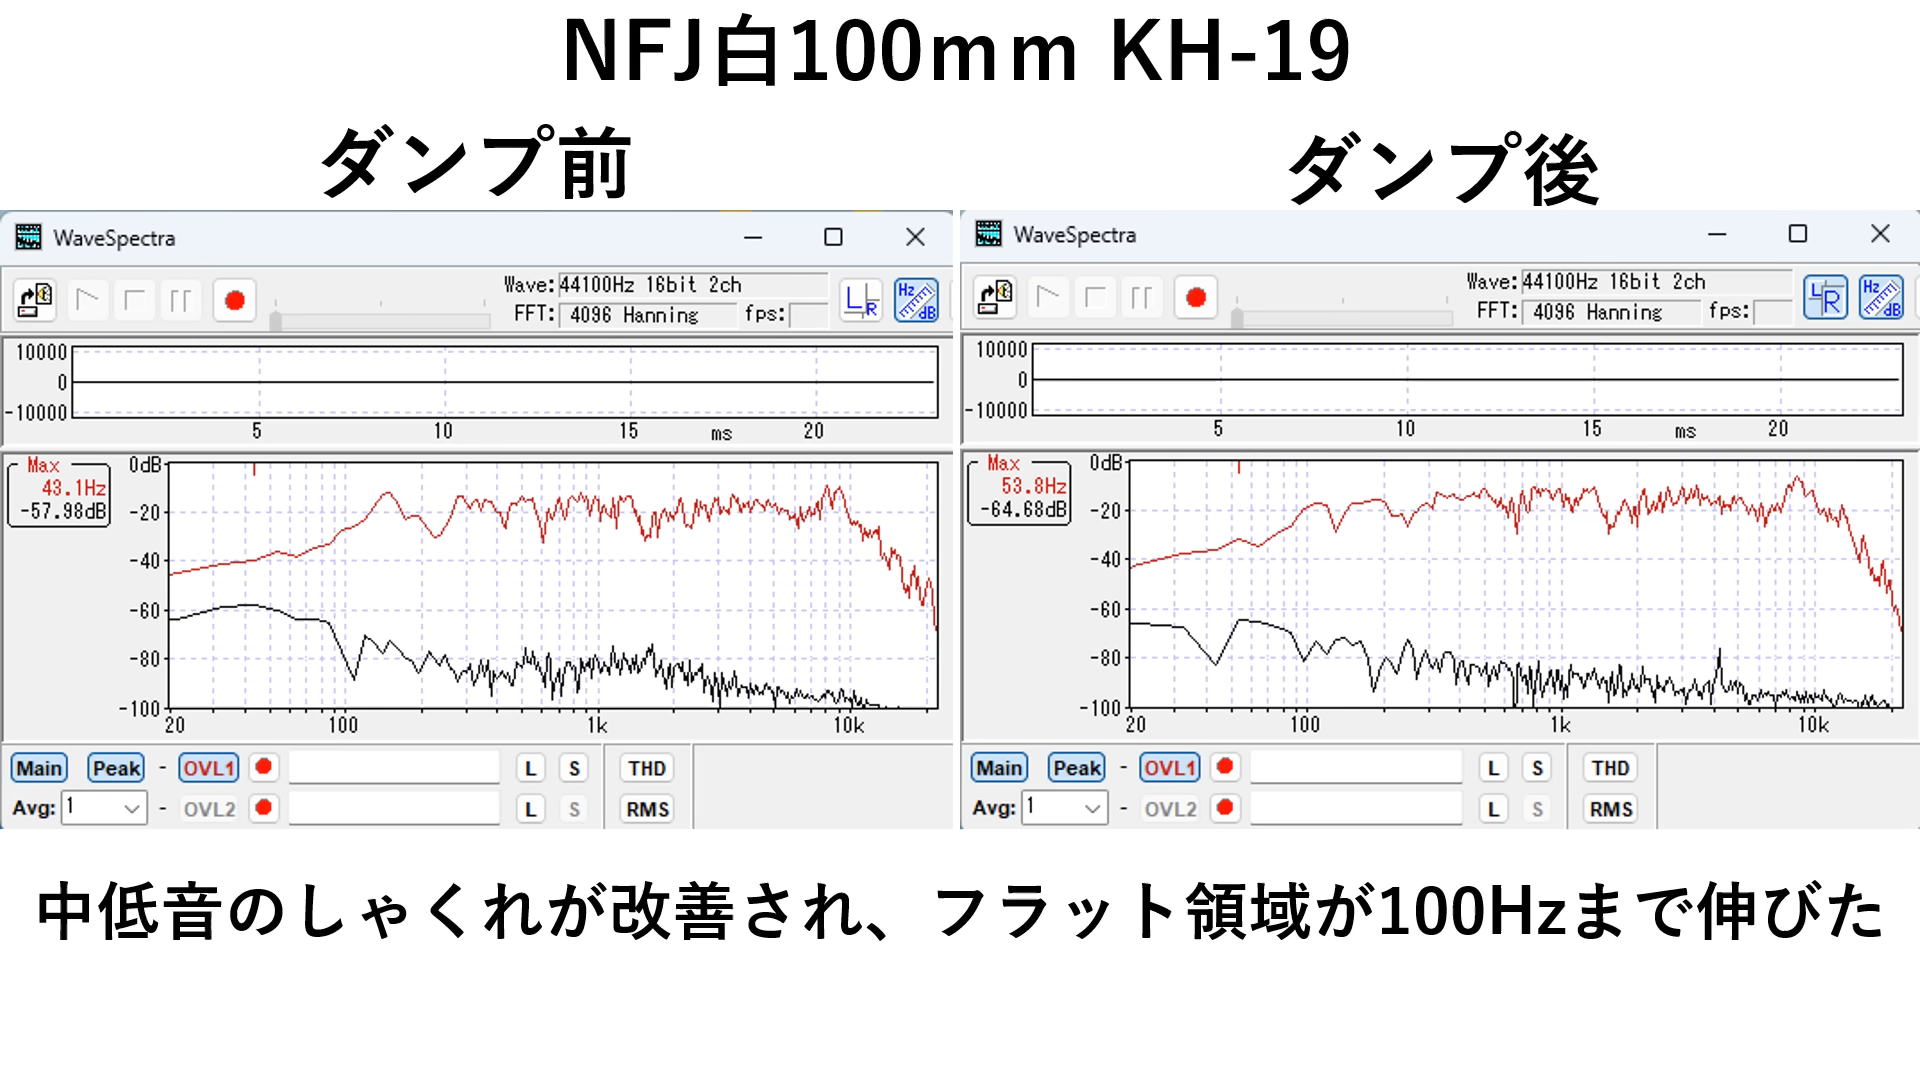 NFJ白100ｍｍ KH-19
ダンプ前
WaveSpectra
Wave: 44100Hz 16bit 2ch
FFT: 4096 Hanning fps:
L R
Hz dB
10000
0
-10000
5 10 15 ms 20
Max
43.1Hz
-57.98dB
0dB
-20
-40
-60
-80
-100
20 100 1k 10k
Main Peak - OVL1 L S THD
Avg: 1 - OVL2 L S RMS
ダンプ後
WaveSpectra
Wave: 44100Hz 16bit 2ch
FFT: 4096 Hanning fps:
L R
Hz dB
10000
0
-10000
5 10 15 ms 20
Max
53.8Hz
-64.68dB
0dB
-20
-40
-60
-80
-100
20 100 1k 10k
Main Peak - OVL1 L S THD
Avg: 1 - OVL2 L S RMS
中低音のしゃくれが改善され、フラット領域が100Hzまで伸びた